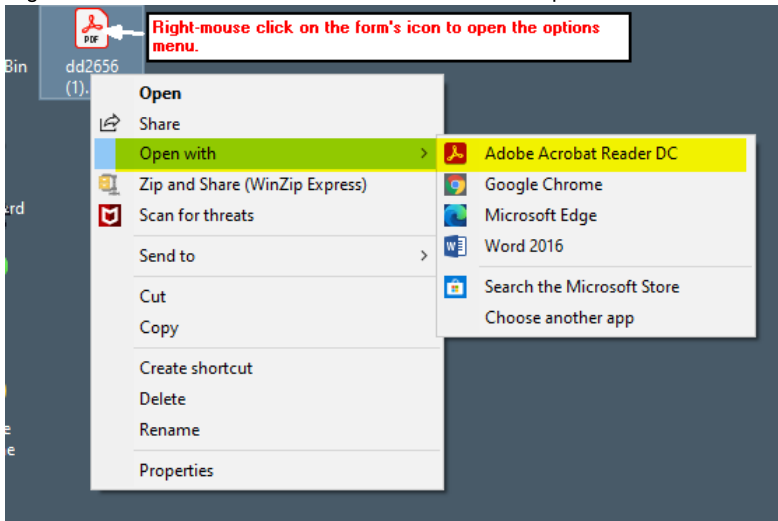 Right-mouse click on the form's icon to open the options
menu.
PDF
Bin
dd2656
(1).
Open
Share
Open with
Zip and Share (WinZip Express)
Scan for threats
Send to
Cut
Copy
Create shortcut
Delete
Rename
Properties
Adobe Acrobat Reader DC
Google Chrome
Microsoft Edge
Word 2016
Search the Microsoft Store
Choose another app